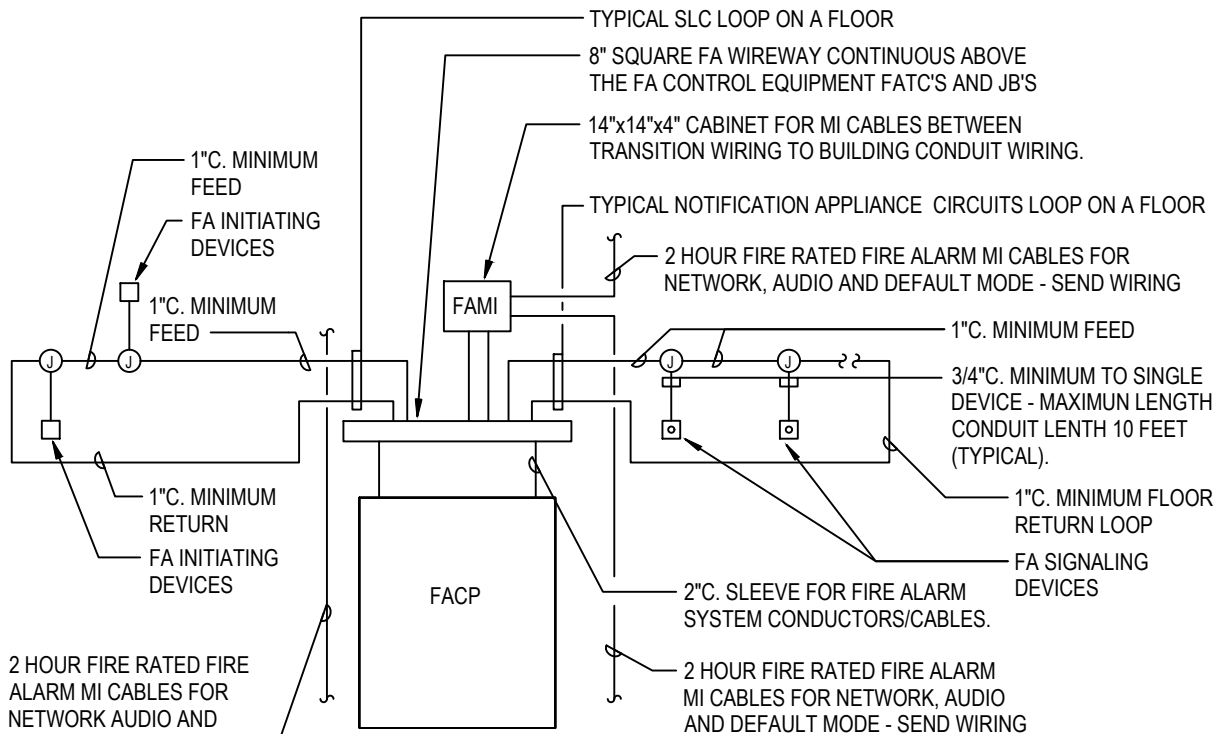 TYPICAL SLC LOOP ON A FLOOR
8" SQUARE FA WIREWAY CONTINUOUS ABOVE
THE FA CONTROL EQUIPMENT FATC'S AND JB'S
14"x14"x4" CABINET FOR MI CABLES BETWEEN
TRANSITION WIRING TO BUILDING CONDUIT WIRING.
1"C. MINIMUM
FEED
FA INITIATING
DEVICES
TYPICAL NOTIFICATION APPLIANCE CIRCUITS LOOP ON A FLOOR
2 HOUR FIRE RATED FIRE ALARM MI CABLES FOR
NETWORK, AUDIO AND DEFAULT MODE - SEND WIRING
1"C. MINIMUM
FEED
FAMI
1"C. MINIMUM FEED
J
J
J
J
3/4"C. MINIMUM TO SINGLE
DEVICE - MAXIMUN LENGTH
CONDUIT LENTH 10 FEET
(TYPICAL).
1"C. MINIMUM
RETURN
FA INITIATING
DEVICES
1"C. MINIMUM FLOOR
RETURN LOOP
FA SIGNALING
DEVICES
FACP
2"C. SLEEVE FOR FIRE ALARM
SYSTEM CONDUCTORS/CABLES.
2 HOUR FIRE RATED FIRE
ALARM MI CABLES FOR
NETWORK AUDIO AND
2 HOUR FIRE RATED FIRE ALARM
MI CABLES FOR NETWORK, AUDIO
AND DEFAULT MODE - SEND WIRING